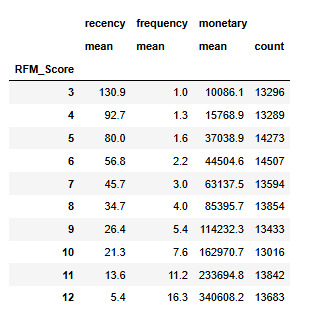 recency frequency monetary
mean mean mean count
RFM_Score
3 130.9 1.0 10086.1 13296
4 92.7 1.3 15768.9 13289
5 80.0 1.6 37038.9 14273
6 56.8 2.2 44504.6 14507
7 45.7 3.0 63137.5 13594
8 34.7 4.0 85395.7 13854
9 26.4 5.4 114232.3 13433
10 21.3 7.6 162970.7 13016
11 13.6 11.2 233694.8 13842
12 5.4 16.3 340608.2 13683